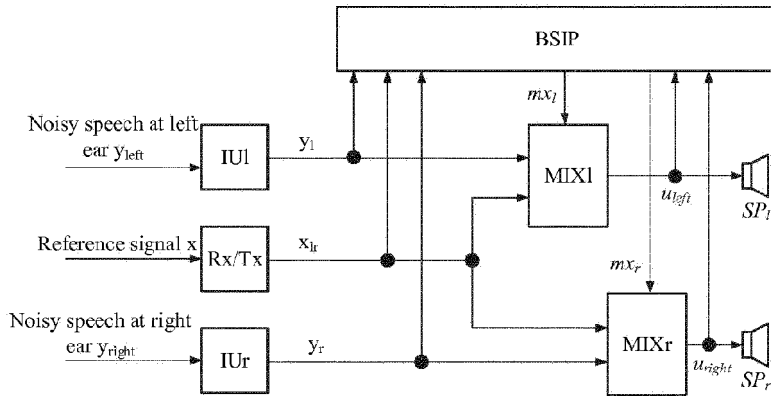 BSIP
mx_l
Noisy speech at left
ear y_left
IUl
y_l
MIXl
u_left
SP_l
Reference signal x
Rx/Tx
x_lr
mx_r
Noisy speech at right
ear y_right
IUr
y_r
MIXr
u_right
SP_r